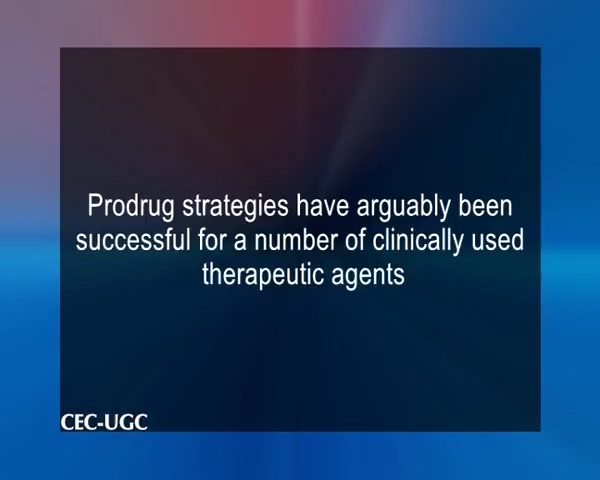 Prodrug strategies have arguably been
successful for a number of clinically used
therapeutic agents
CEC-UGC